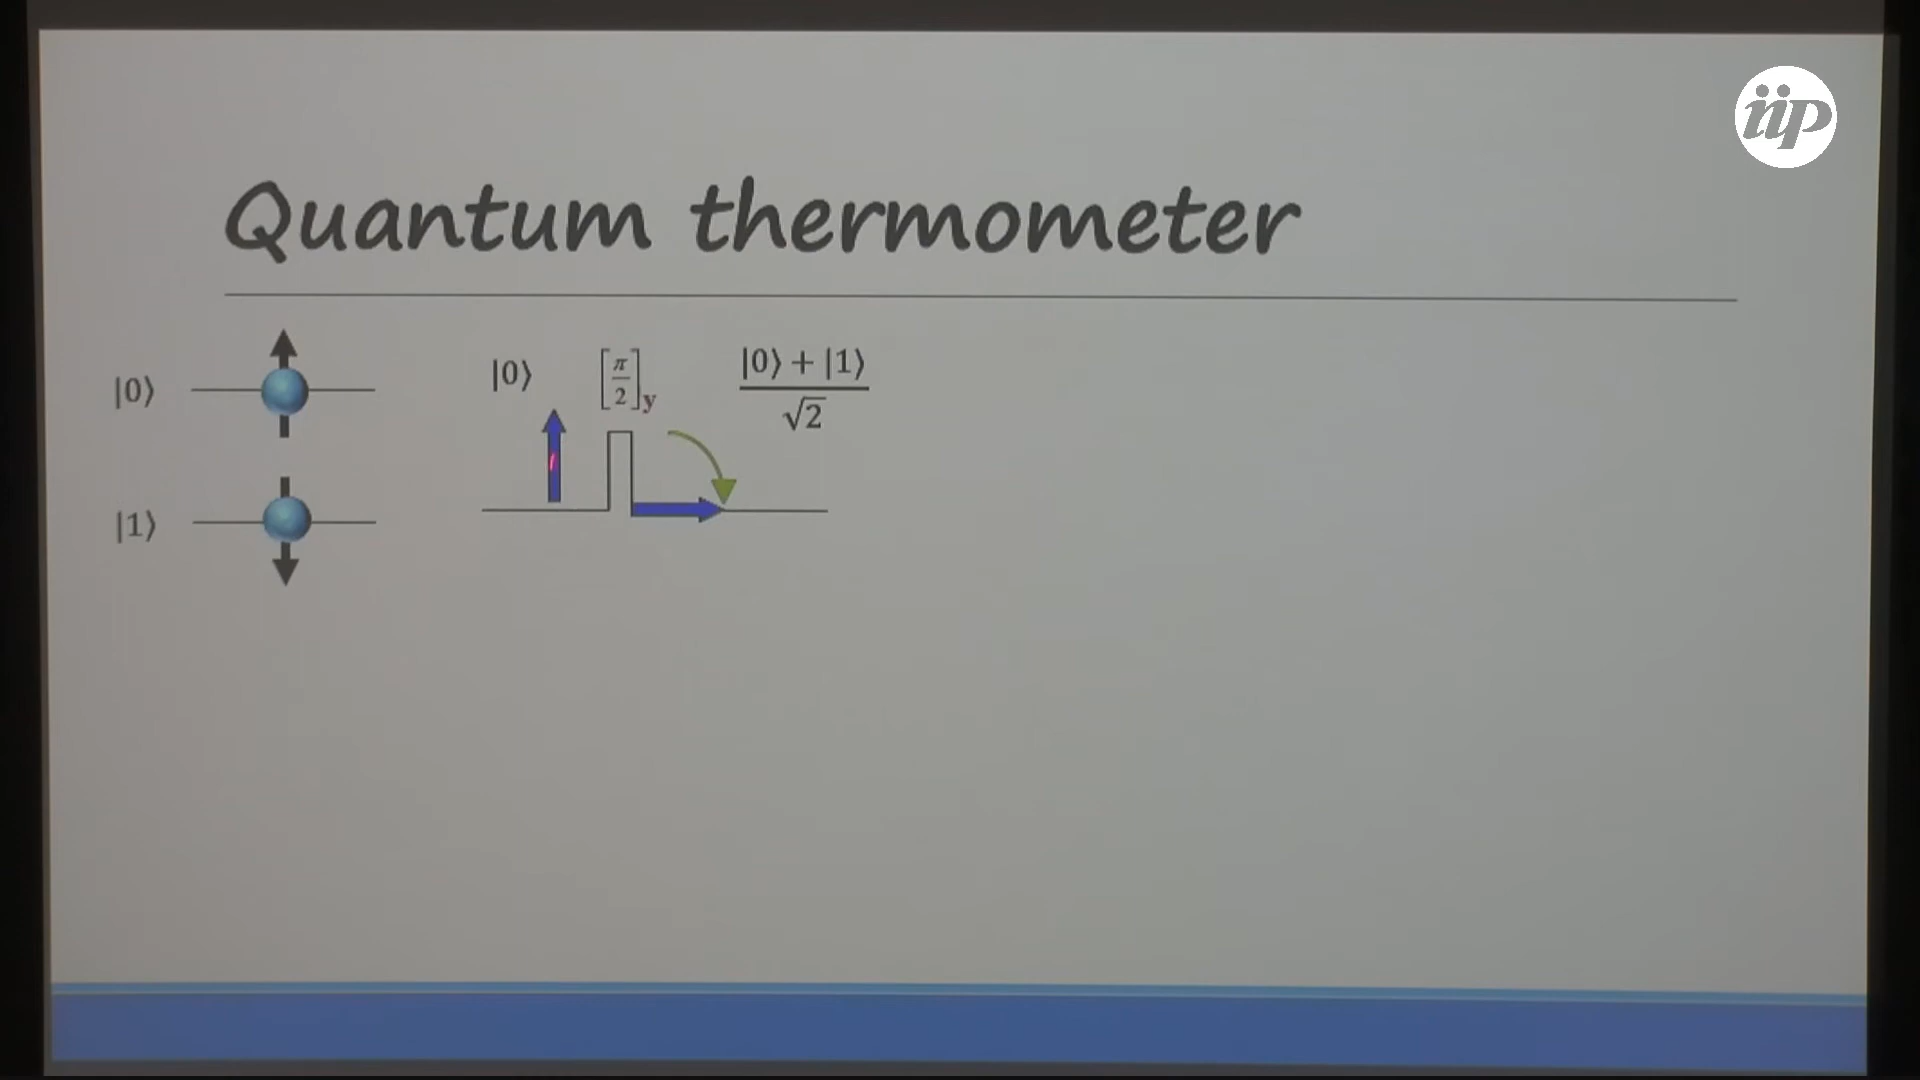 iip
Quantum thermometer
|0⟩
|1⟩
|0⟩
[π/2]y
|0⟩ + |1⟩
√2